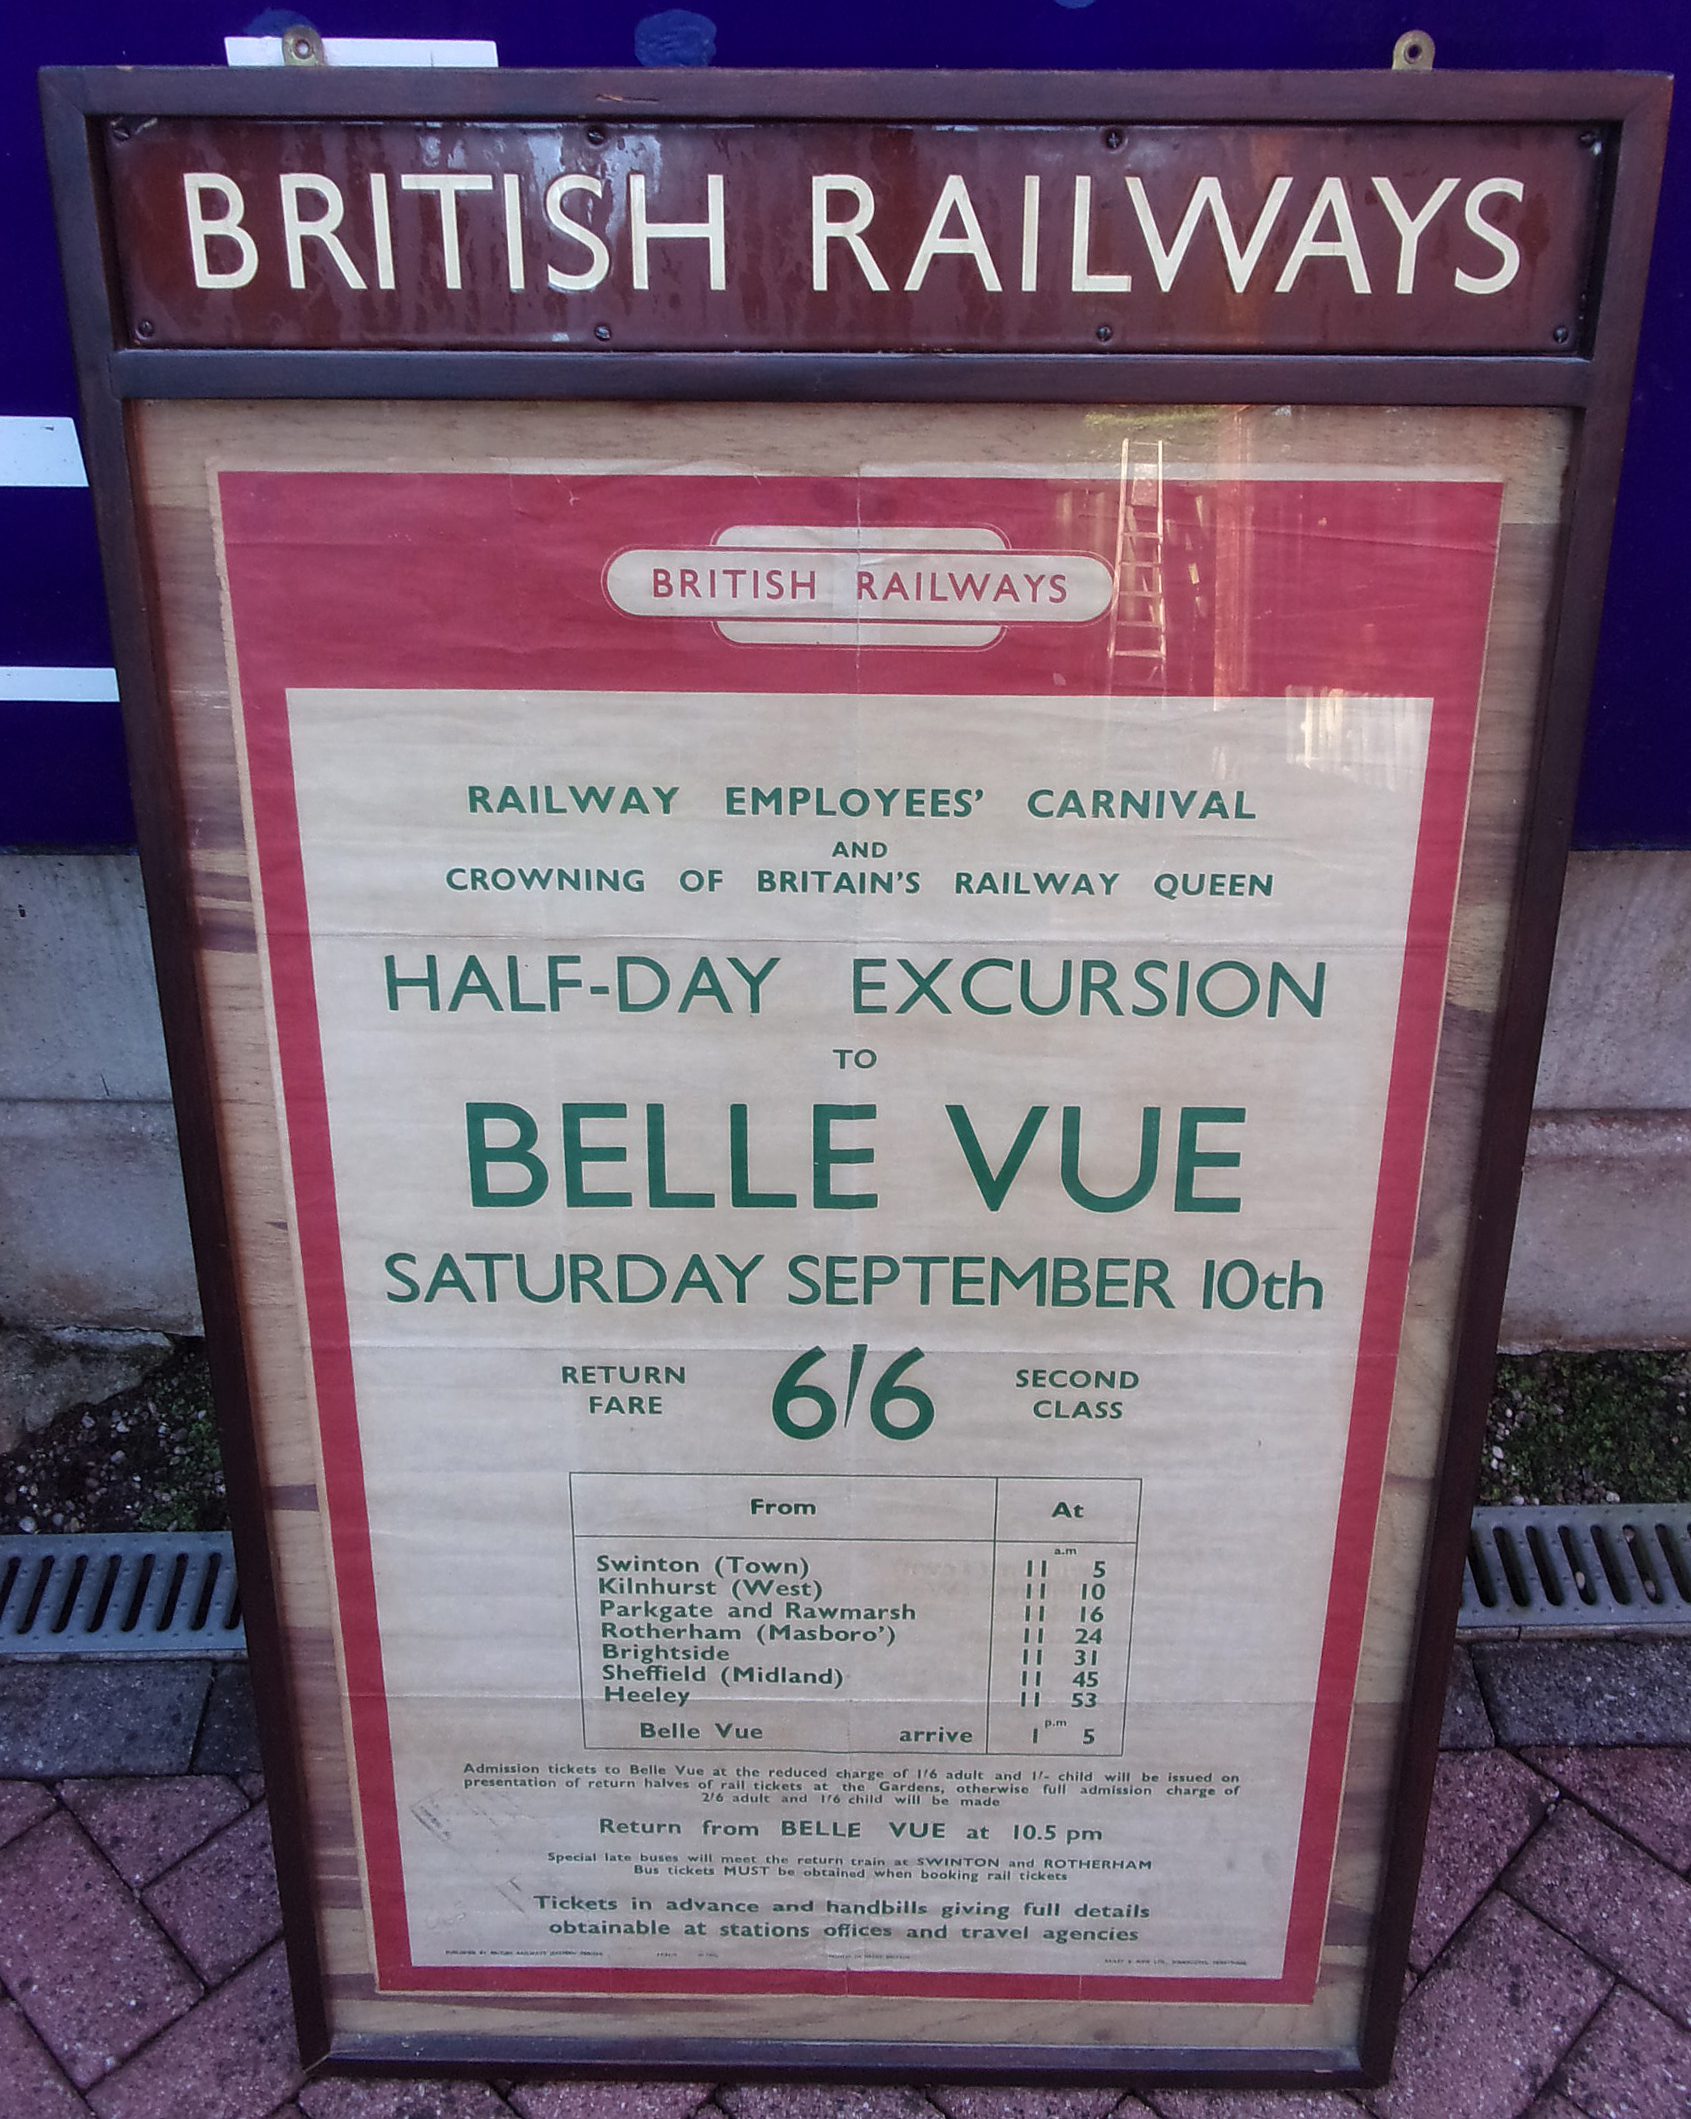 BRITISH RAILWAYS
BRITISH RAILWAYS
RAILWAY EMPLOYEES' CARNIVAL
AND
CROWNING OF BRITAIN'S RAILWAY QUEEN
HALF-DAY EXCURSION
TO
BELLE VUE
SATURDAY SEPTEMBER 10th
RETURN FARE 6/6 SECOND CLASS
From At
a.m
Swinton (Town) 11 5
Kilnhurst (West) 11 10
Parkgate and Rawmarsh 11 16
Rotherham (Masboro') 11 24
Brightside 11 31
Sheffield (Midland) 11 45
Heeley 11 53
p.m
Belle Vue arrive 1 5
Admission tickets to Belle Vue at the reduced charge of 1/6 adult and 1/- child will be issued on
presentation of return halves of rail tickets at the Gardens, otherwise full admission charge of
2/6 adult and 1/6 child will be made
Return from BELLE VUE at 10.5 pm
Special late buses will meet the return train at SWINTON and ROTHERHAM
Bus tickets MUST be obtained when booking rail tickets
Tickets in advance and handbills giving full details
obtainable at stations offices and travel agencies
PUBLISHED BY BRITISH RAILWAYS